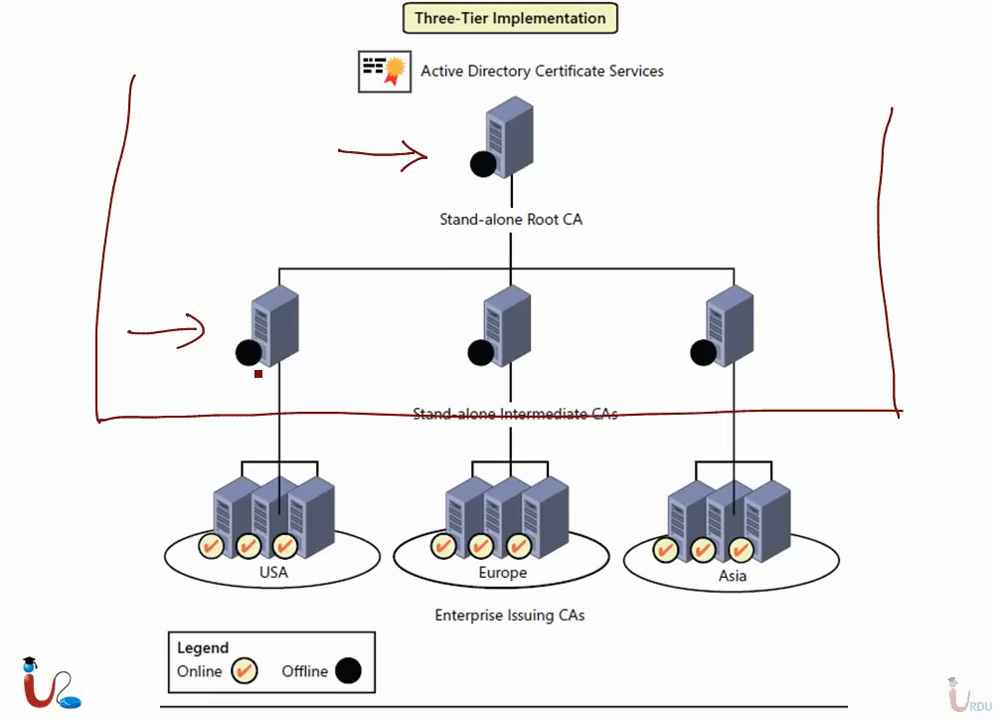 Three-Tier Implementation
Active Directory Certificate Services
Stand-alone Root CA
Stand-alone Intermediate CAs
USA
Europe
Asia
Enterprise Issuing CAs
Legend
Online
Offline
URDU